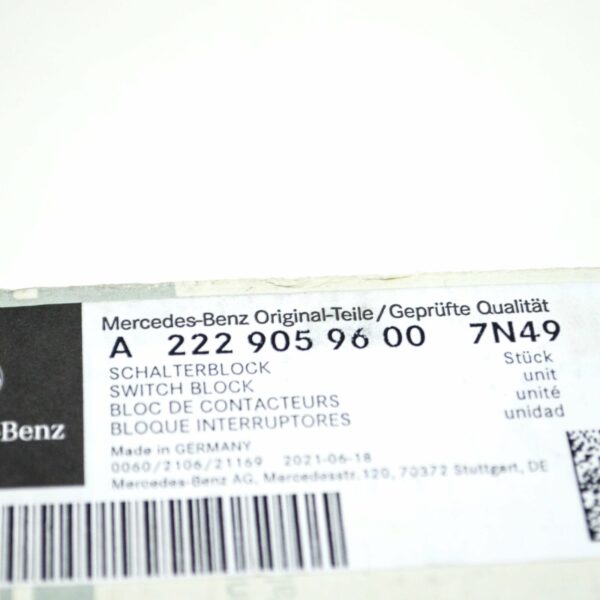 Mercedes-Benz Original-Teile/Geprüfte Qualität
A 222 905 96 00 7N49
SCHALTERBLOCK Stück
SWITCH BLOCK unit
BLOC DE CONTACTEURS unité
BLOQUE INTERRUPTORES unidad
-Benz
Made in GERMANY
0060/2106/21169 2021-06-18
Mercedes-Benz AG, Mercedesstr.120, 70372 Stuttgart, DE